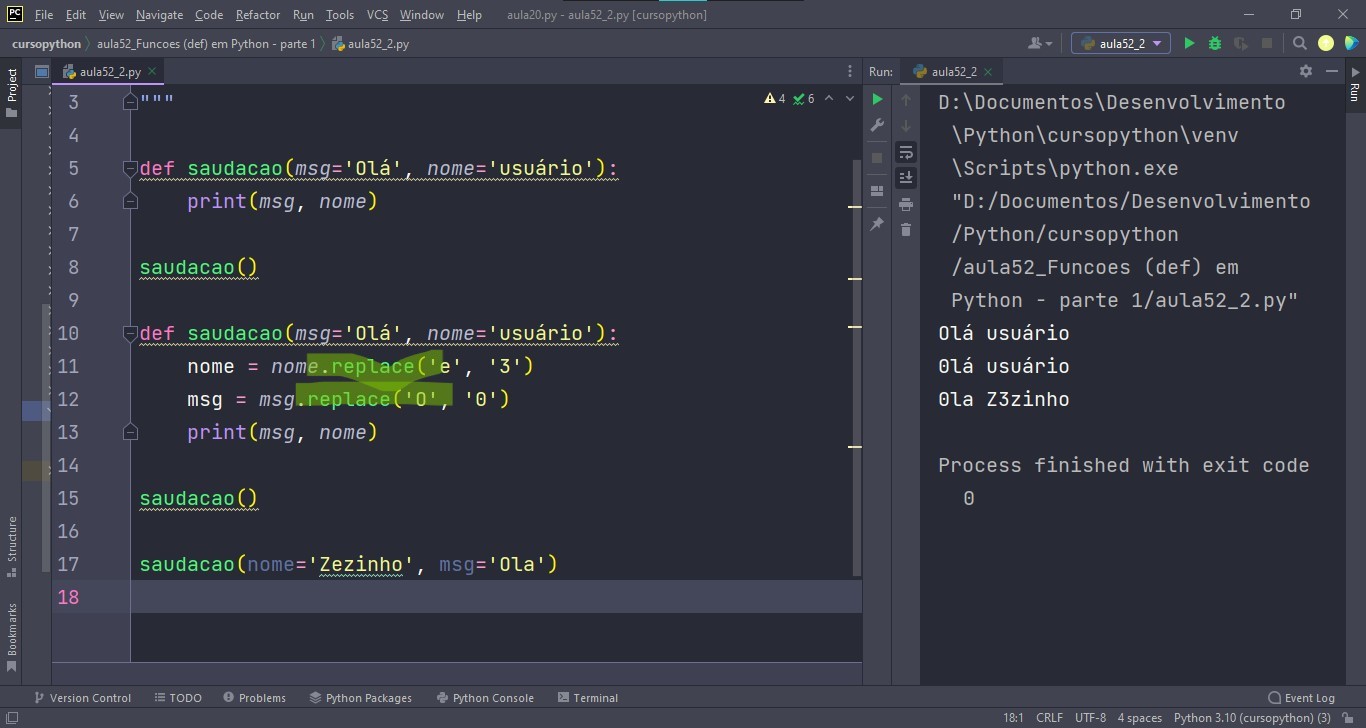 PC File Edit View Navigate Code Refactor Run Tools VCS Window Help aula20.py - aula52_2.py [cursopython]
cursopython aula52_Funcoes (def) em Python - parte 1 aula52_2.py aula52_2
Project
Structure
Bookmarks
aula52_2.py
4 6
3 """
4
5 def saudacao(msg='Olá', nome='usuário'):
6 print(msg, nome)
7
8 saudacao()
9
10 def saudacao(msg='Olá', nome='usuário'):
11 nome = nome.replace('e', '3')
12 msg = msg.replace('O', '0')
13 print(msg, nome)
14
15 saudacao()
16
17 saudacao(nome='Zezinho', msg='Ola')
18
Run: aula52_2
D:\Documentos\Desenvolvimento
\Python\cursopython\venv
\Scripts\python.exe
"D:/Documentos/Desenvolvimento
/Python/cursopython
/aula52_Funcoes (def) em
Python - parte 1/aula52_2.py"
Olá usuário
0lá usuário
0la Z3zinho
Process finished with exit code
0
Run
Version Control TODO Problems Python Packages Python Console Terminal Event Log
18:1 CRLF UTF-8 4 spaces Python 3.10 (cursopython) (3)